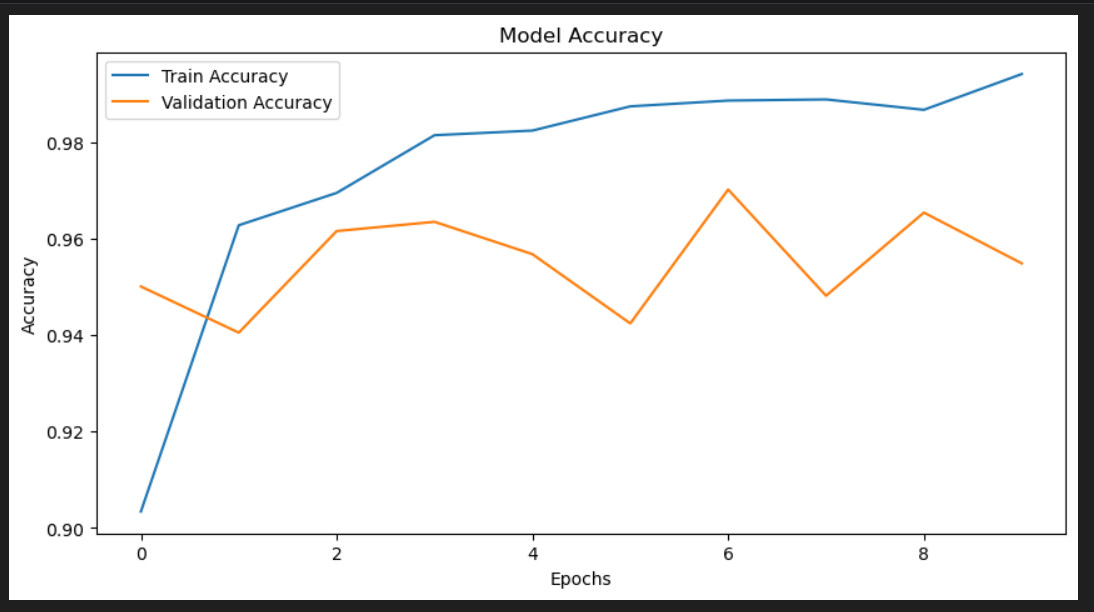 Model Accuracy
Train Accuracy
Validation Accuracy
0.98
0.96
0.94
0.92
0.90
Accuracy
0 2 4 6 8
Epochs